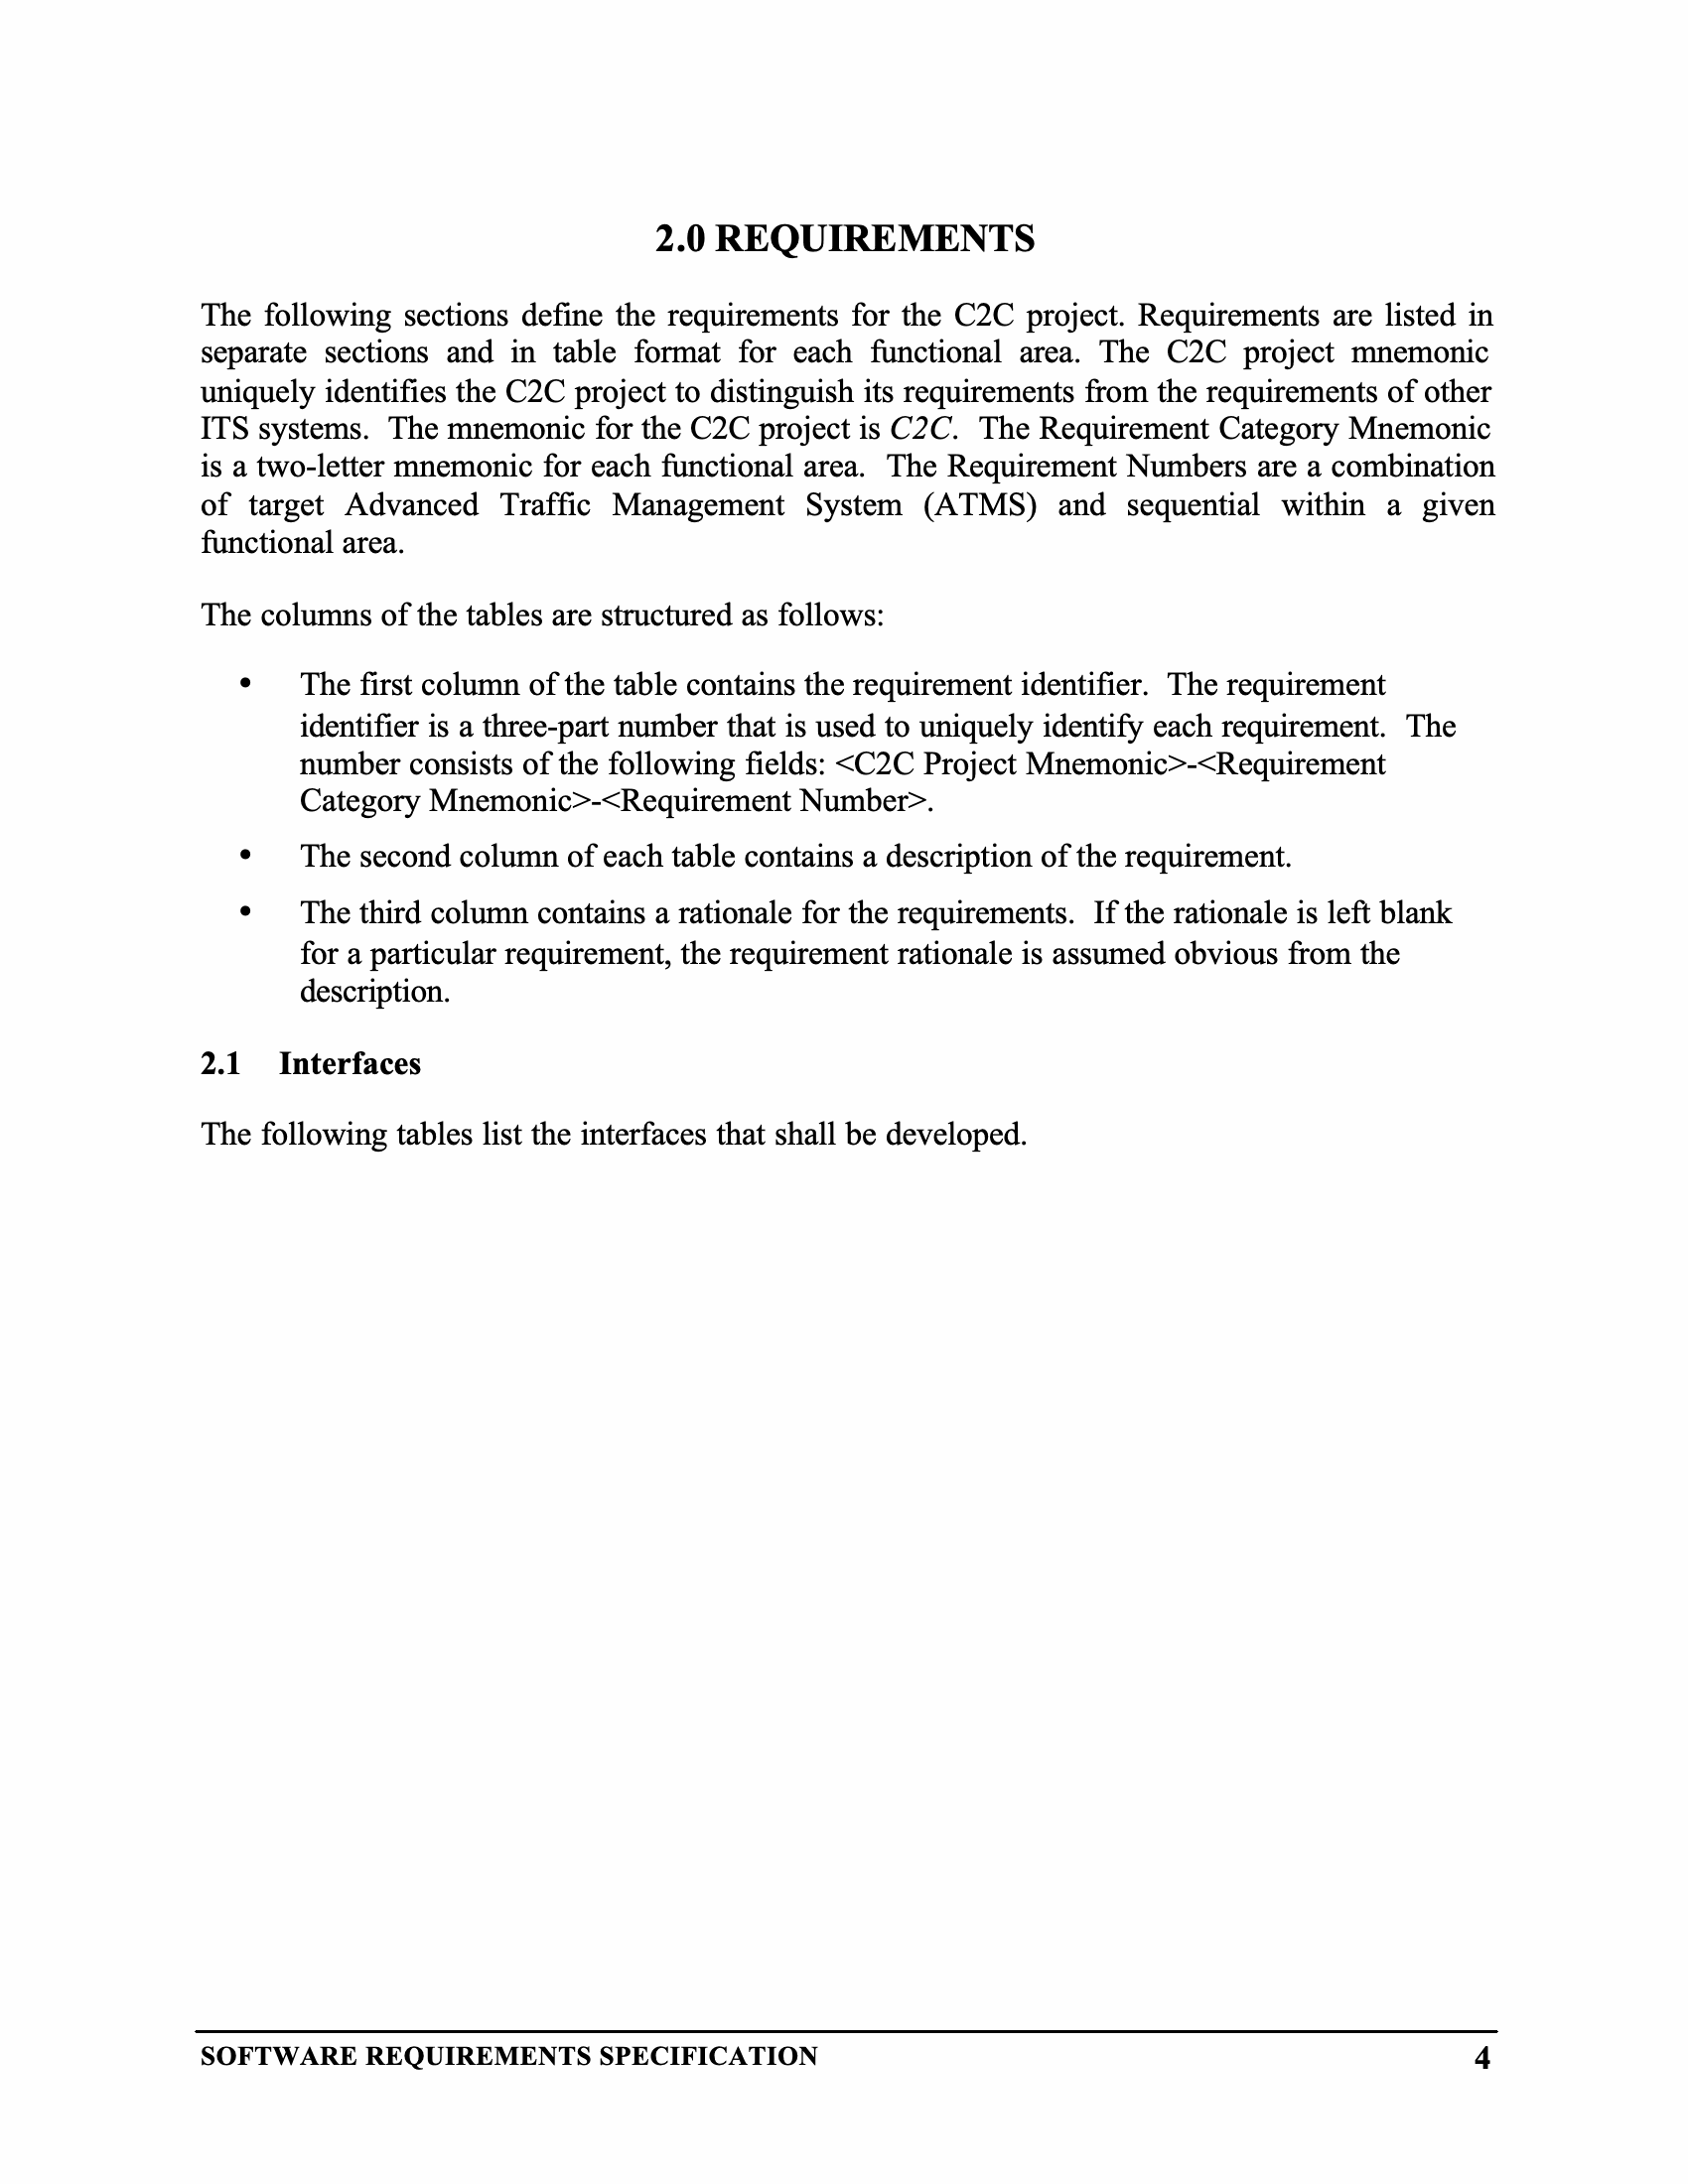 2.0 REQUIREMENTS
The following sections define the requirements for the C2C project. Requirements are listed in
separate sections and in table format for each functional area. The C2C project mnemonic
uniquely identifies the C2C project to distinguish its requirements from the requirements of other
ITS systems.  The mnemonic for the C2C project is C2C.  The Requirement Category Mnemonic
is a two-letter mnemonic for each functional area.  The Requirement Numbers are a combination
of target Advanced Traffic Management System (ATMS) and sequential within a given
functional area.
The columns of the tables are structured as follows:
• The first column of the table contains the requirement identifier.  The requirement
identifier is a three-part number that is used to uniquely identify each requirement.  The
number consists of the following fields: <C2C Project Mnemonic>-<Requirement
Category Mnemonic>-<Requirement Number>.
• The second column of each table contains a description of the requirement.
• The third column contains a rationale for the requirements.  If the rationale is left blank
for a particular requirement, the requirement rationale is assumed obvious from the
description.
2.1 Interfaces
The following tables list the interfaces that shall be developed.
SOFTWARE REQUIREMENTS SPECIFICATION 4